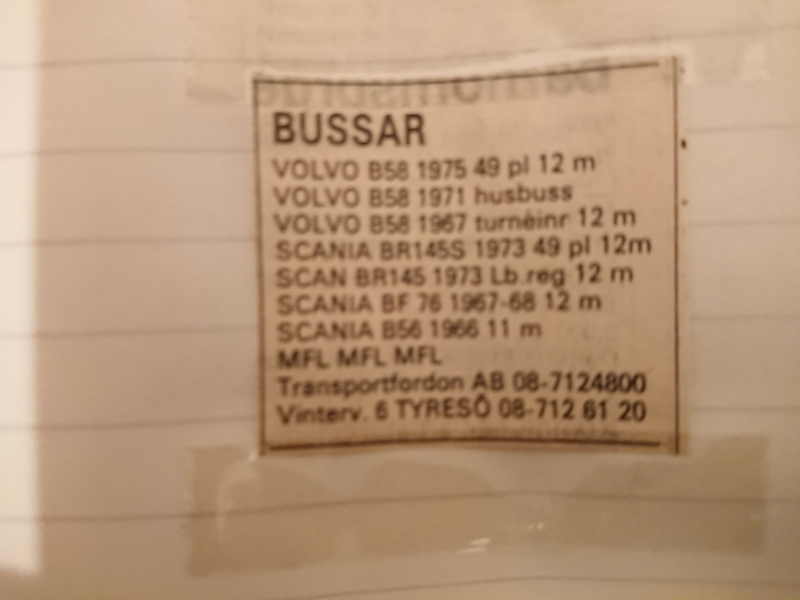 BUSSAR
VOLVO B58 1975 49 pl 12 m
VOLVO B58 1971 husbuss
VOLVO B58 1967 turnéinr 12 m
SCANIA BR145S 1973 49 pl 12m
SCAN BR145 1973 Lb.reg 12 m
SCANIA BF 76 1967-68 12 m
SCANIA B56 1966 11 m
MFL MFL MFL
Transportfordon AB 08-7124800
Vinterv. 6 TYRESÖ 08-712 61 20